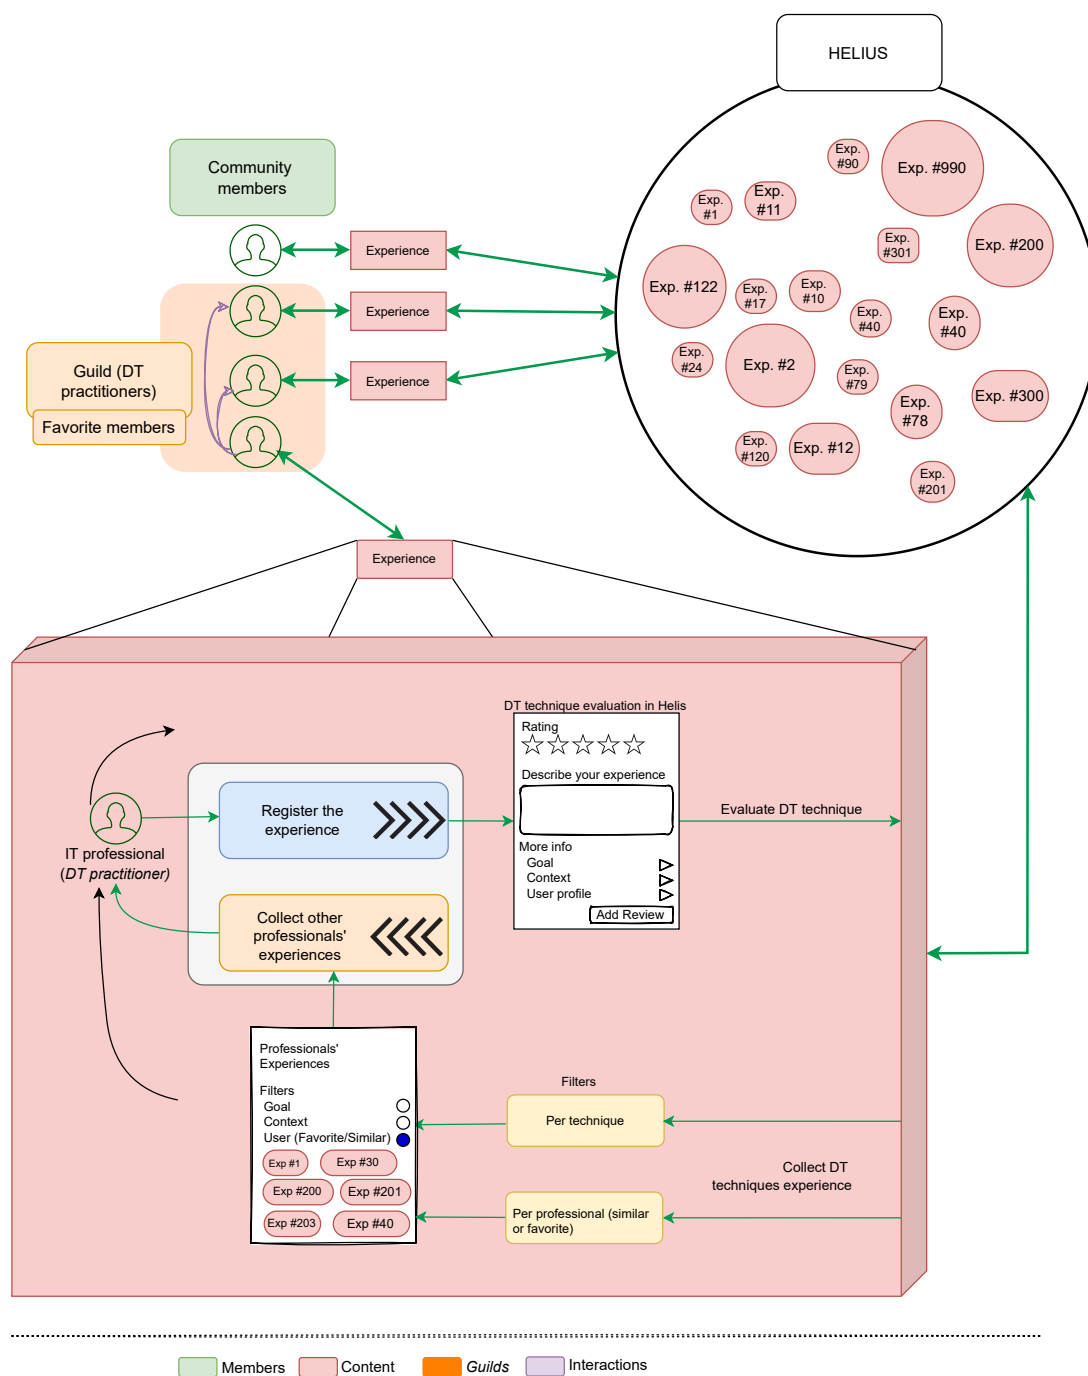 HELIUS
Community
members
Experience
Experience
Guild (DT
practitioners)
Favorite members
Experience
Exp.
#90
Exp. #990
Exp.
#1
Exp.
#11
Exp.
#301
Exp. #200
Exp. #122
Exp.
#17
Exp.
#10
Exp.
#40
Exp.
#40
Exp.
#24
Exp. #2
Exp.
#79
Exp.
#78
Exp. #300
Exp.
#120
Exp. #12
Exp.
#201
Experience
DT technique evaluation in Helis
Rating
Describe your experience
More info
Goal
Context
User profile
Add Review
Register the
experience
Evaluate DT technique
IT professional
(DT practitioner)
Collect other
professionals'
experiences
Professionals'
Experiences
Filters
Goal
Context
User (Favorite/Similar)
Exp #1
Exp #30
Exp #200
Exp #201
Exp #203
Exp #40
Filters
Per technique
Per professional (similar
or favorite)
Collect DT
techniques experience
Members
Content
Guilds
Interactions